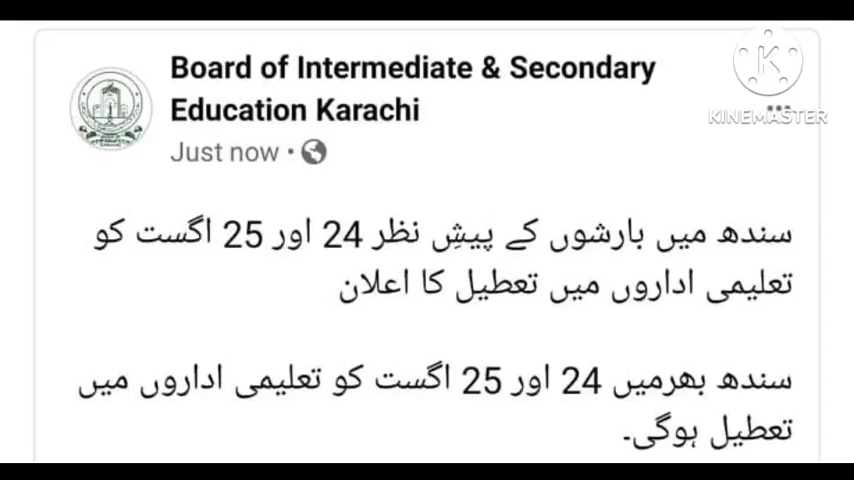 Board of Intermediate & Secondary
Education Karachi
Just now •
KINEMASTER
سندھ میں بارشوں کے پیشِ نظر 24 اور 25 اگست کو
تعلیمی اداروں میں تعطیل کا اعلان
سندھ بھرمیں 24 اور 25 اگست کو تعلیمی اداروں میں
تعطیل ہوگی۔